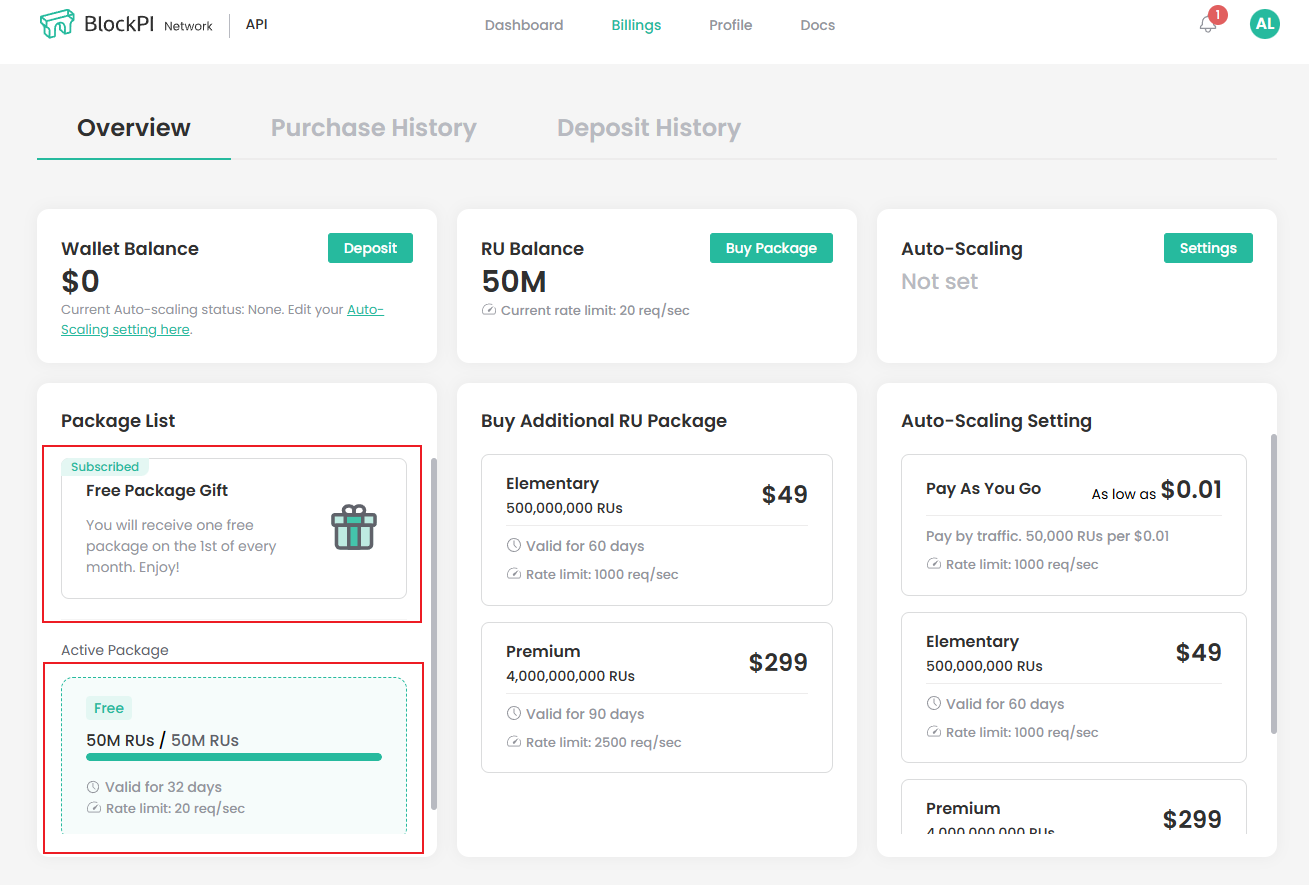 BlockPI Network API
Dashboard
Billings
Profile
Docs
1
AL
Overview
Purchase History
Deposit History
Wallet Balance
Deposit
$0
Current Auto-scaling status: None. Edit your Auto-
Scaling setting here.
RU Balance
Buy Package
50M
Current rate limit: 20 req/sec
Auto-Scaling
Settings
Not set
Package List
Subscribed
Free Package Gift
You will receive one free
package on the 1st of every
month. Enjoy!
Active Package
Free
50M RUs / 50M RUs
Valid for 32 days
Rate limit: 20 req/sec
Buy Additional RU Package
Elementary
500,000,000 RUs
$49
Valid for 60 days
Rate limit: 1000 req/sec
Premium
4,000,000,000 RUs
$299
Valid for 90 days
Rate limit: 2500 req/sec
Auto-Scaling Setting
Pay As You Go
As low as $0.01
Pay by traffic. 50,000 RUs per $0.01
Rate limit: 1000 req/sec
Elementary
500,000,000 RUs
$49
Valid for 60 days
Rate limit: 1000 req/sec
Premium
4,000,000,000 RUs
$299